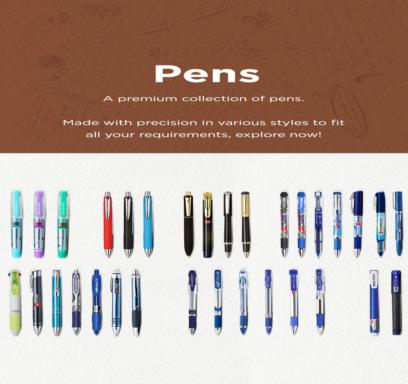 Pens
A premium collection of pens.
Made with precision in various styles to fit
all your requirements, explore now!